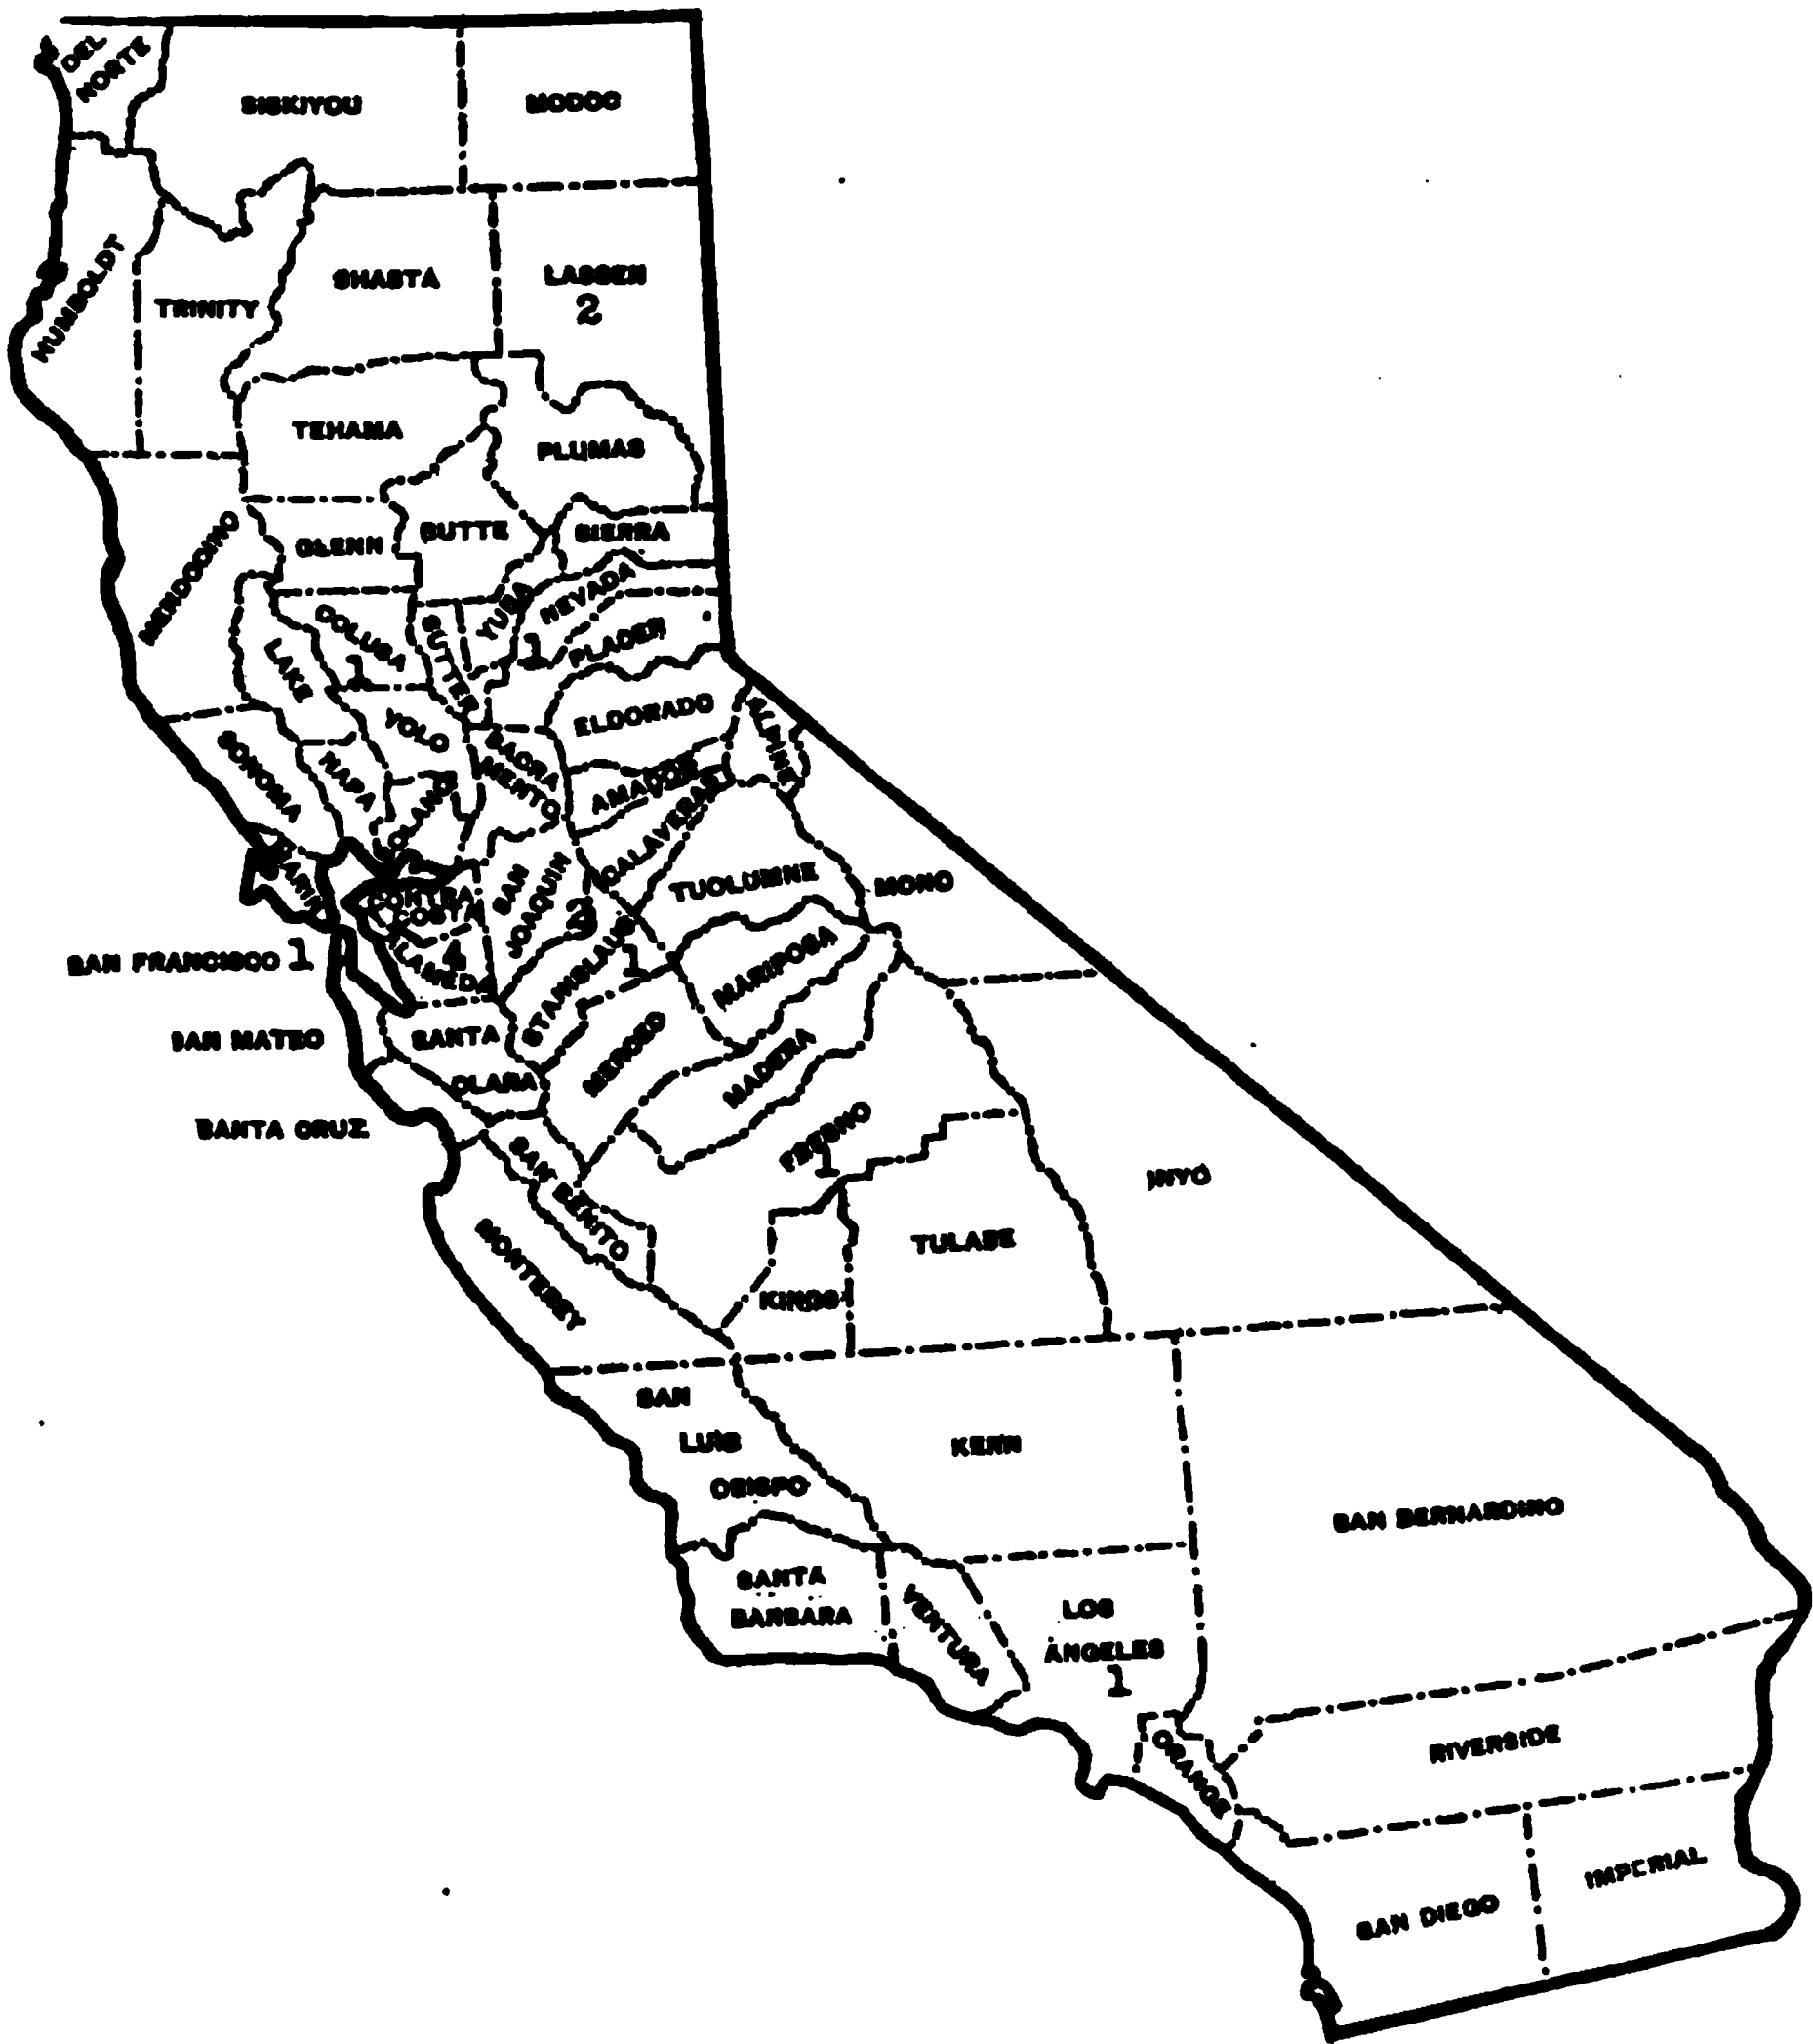 DEL
NORTE
SISKIYOU
MODOC
HUMBOLDT
TRINITY
SHASTA
LASSEN
2
TEHAMA
PLUMAS
MENDOCINO
GLENN
BUTTE
SIERRA
NEVADA
YUBA
COLUSA
1
SUTTER
1
PLACER
LAKE
YOLO
ELDORADO
ALPINE
SONOMA
NAPA
SOLANO
SACRA
MENTO
AMADOR
CALAVERAS
MARIN
CONTRA
COSTA
SAN
JOAQUIN
TUOLUMNE
MONO
SAN FRANCISCO 1
4
ALAMEDA
STANISLAUS
1
MARIPOSA
SAN MATEO
SANTA
CLARA
MERCED
MADERA
SANTA CRUZ
SAN BENITO
FRESNO
1
INYO
MONTEREY
KINGS
TULARE
SAN
LUIS
OBISPO
KERN
SAN BERNARDINO
SANTA
BARBARA
VENTURA
LOS
ANGELES
1
ORANGE
RIVERSIDE
SAN DIEGO
IMPERIAL